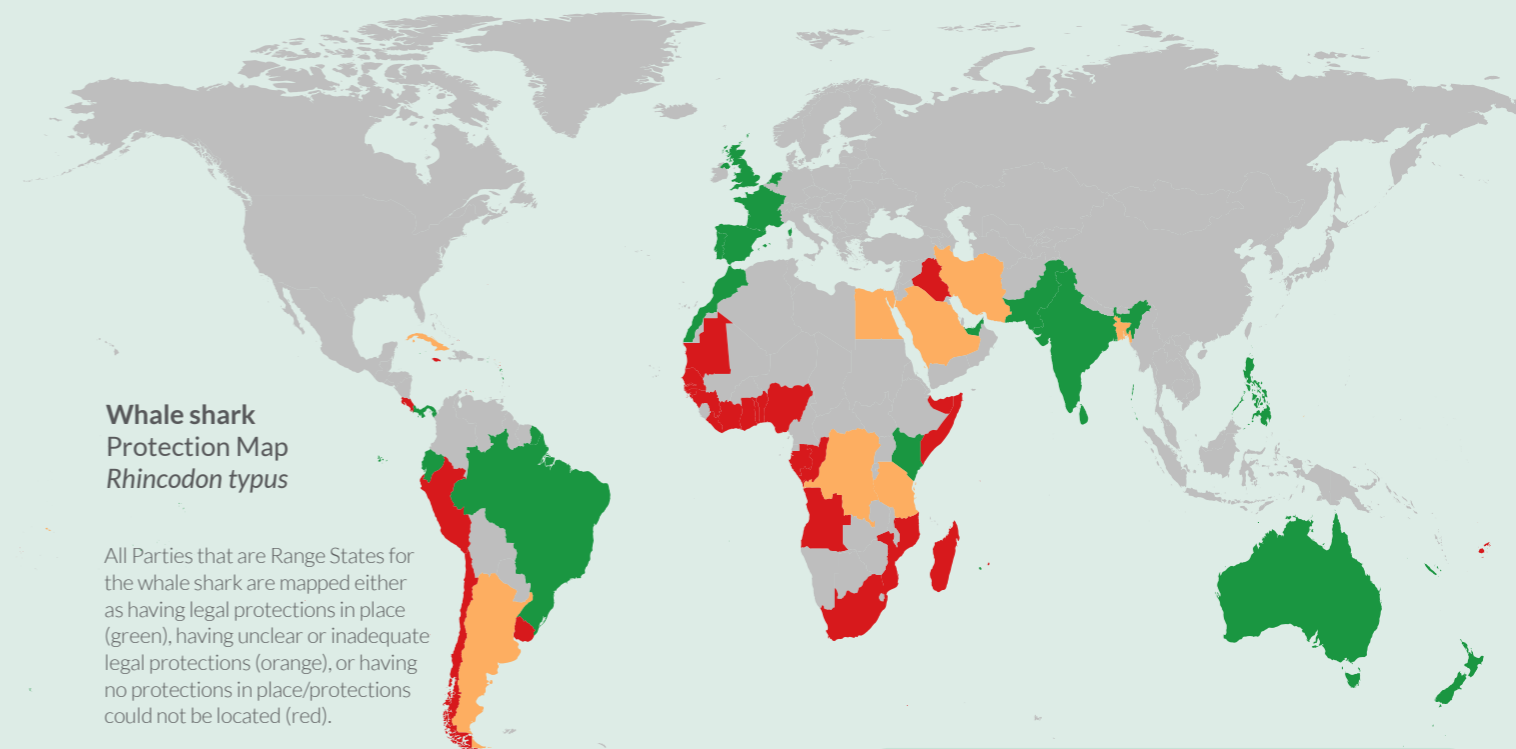 Whale shark
Protection Map
Rhincodon typus
All Parties that are Range States for
the whale shark are mapped either
as having legal protections in place
(green), having unclear or inadequate
legal protections (orange), or having
no protections in place/protections
could not be located (red).